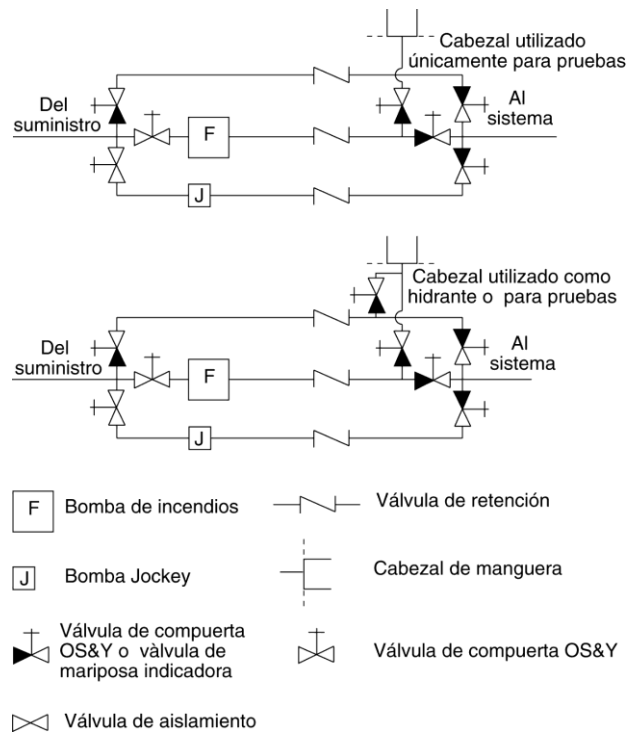 Cabezal utilizado
únicamente para pruebas
Del
suministro
F
Al
sistema
J
Cabezal utilizado como
hidrante o para pruebas
Del
suministro
F
Al
sistema
J
F
Bomba de incendios
Válvula de retención
J
Bomba Jockey
Cabezal de manguera
Válvula de compuerta
OS&Y o vàlvula de
mariposa indicadora
Válvula de compuerta OS&Y
Válvula de aislamiento